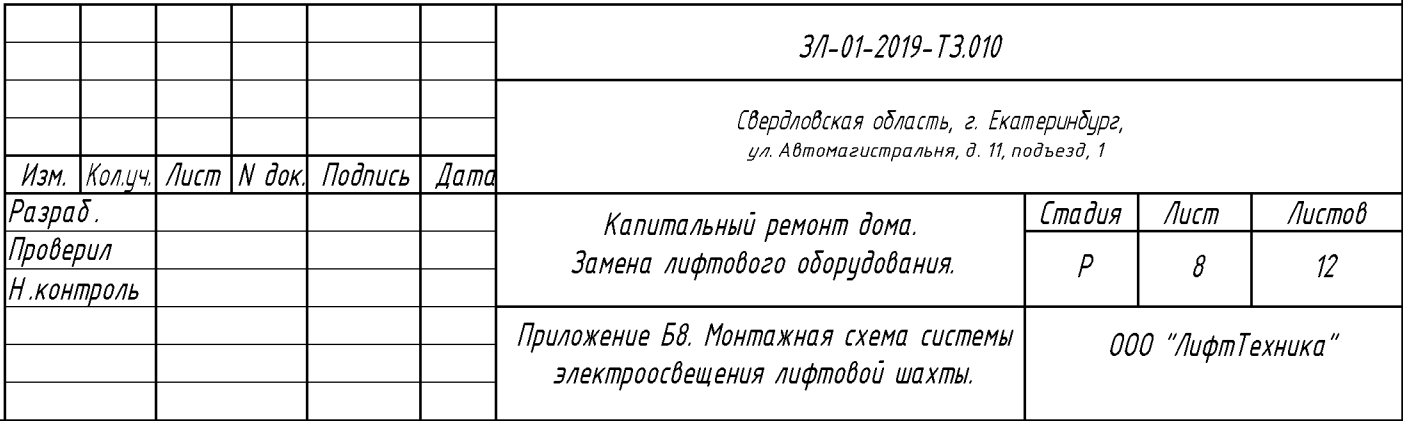 ЗЛ-01-2019-ТЗ.010
Свердловская область, г. Екатеринбург,
ул. Автомагистральня, д. 11, подъезд, 1
Изм. Кол.уч. Лист N док. Подпись Дата
Разраб.
Проверил
Н.контроль
Капитальный ремонт дома.
Замена лифтового оборудования.
Стадия Лист Листов
Р 8 12
Приложение Б8. Монтажная схема системы
электроосвещения лифтовой шахты.
ООО "ЛифтТехника"